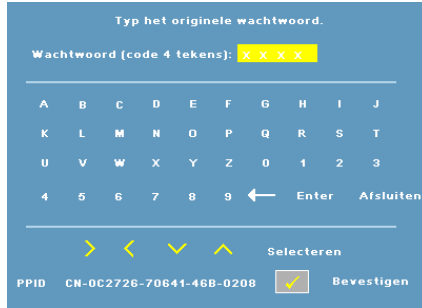 Typ het originele wachtwoord.
Wachtwoord (code 4 tekens): X X X X
A B C D E F G H I J
K L M N O P Q R S T
U V W X Y Z 0 1 2 3
4 5 6 7 8 9 ← Enter Afsluiten
Selecteren
PPID CN-0C2726-70641-46B-0208 Bevestigen